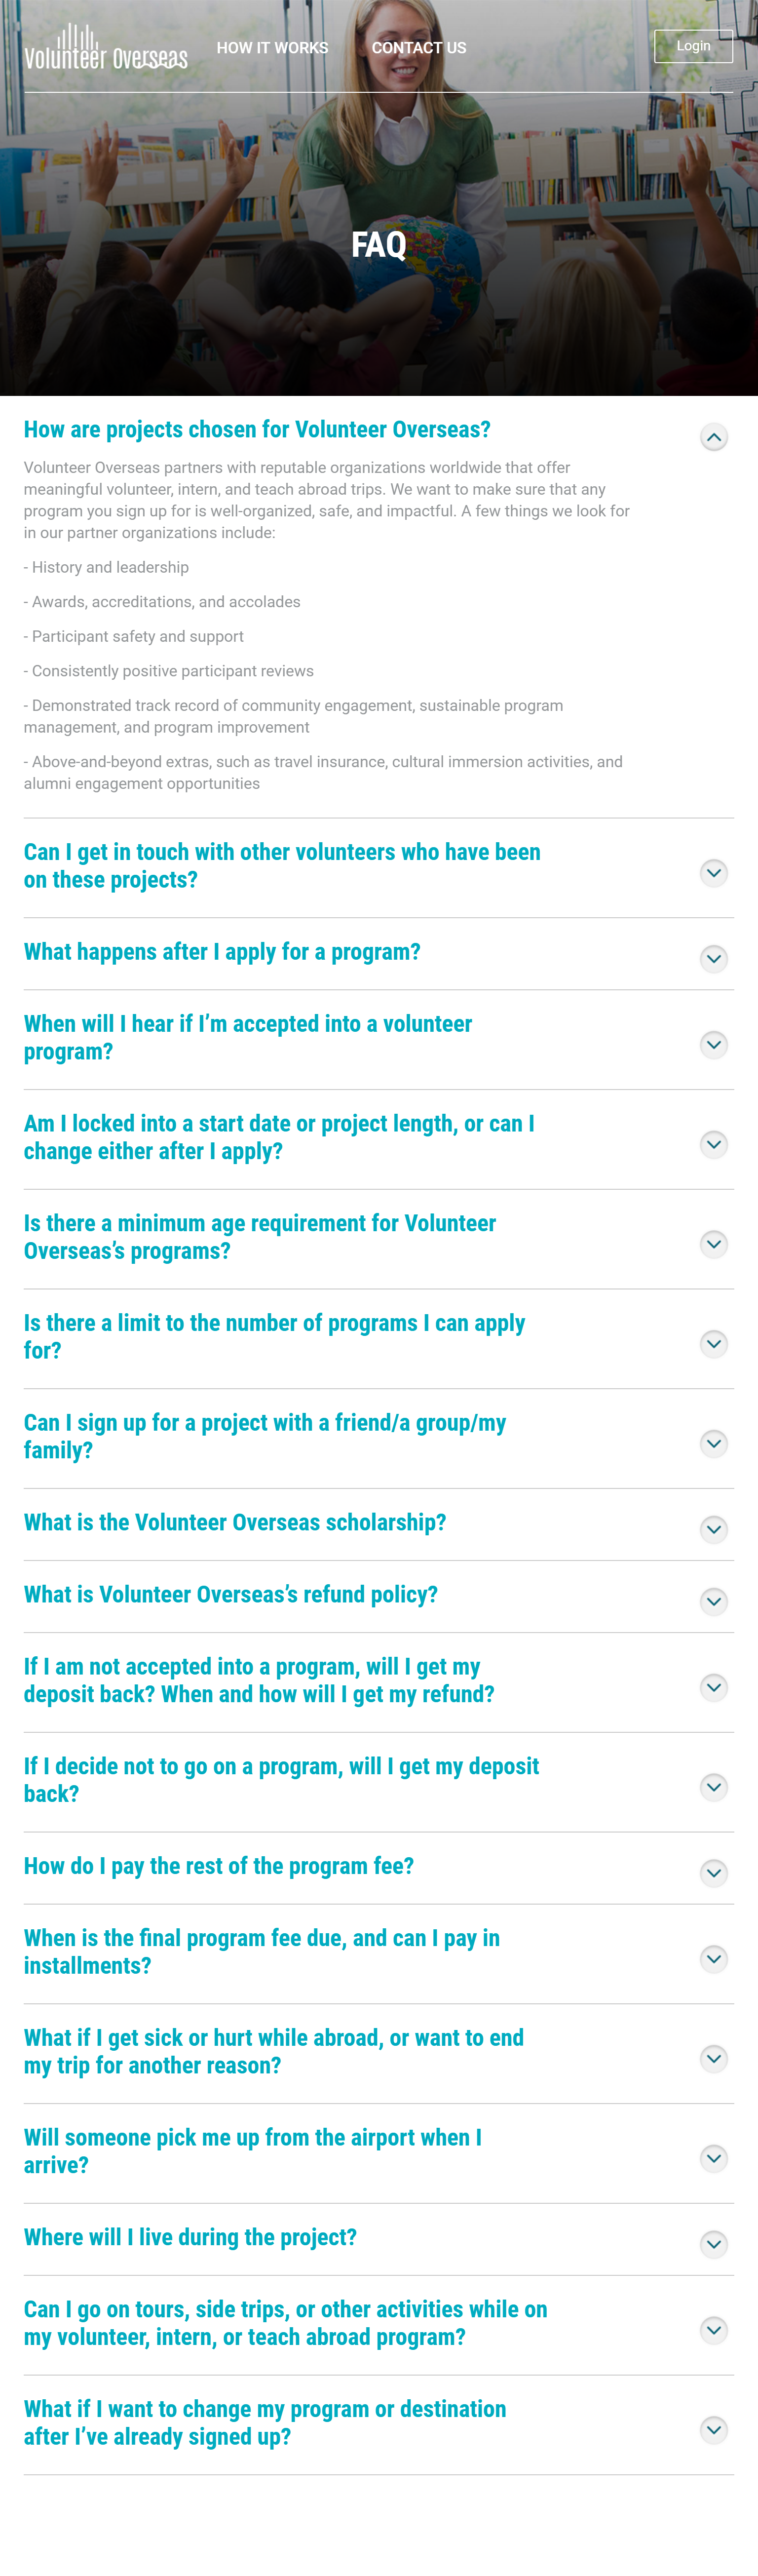 Volunteer Overseas
HOW IT WORKS
CONTACT US
Login
FAQ
How are projects chosen for Volunteer Overseas?
Volunteer Overseas partners with reputable organizations worldwide that offer
meaningful volunteer, intern, and teach abroad trips. We want to make sure that any
program you sign up for is well-organized, safe, and impactful. A few things we look for
in our partner organizations include:
- History and leadership
- Awards, accreditations, and accolades
- Participant safety and support
- Consistently positive participant reviews
- Demonstrated track record of community engagement, sustainable program
management, and program improvement
- Above-and-beyond extras, such as travel insurance, cultural immersion activities, and
alumni engagement opportunities
Can I get in touch with other volunteers who have been
on these projects?
What happens after I apply for a program?
When will I hear if I’m accepted into a volunteer
program?
Am I locked into a start date or project length, or can I
change either after I apply?
Is there a minimum age requirement for Volunteer
Overseas’s programs?
Is there a limit to the number of programs I can apply
for?
Can I sign up for a project with a friend/a group/my
family?
What is the Volunteer Overseas scholarship?
What is Volunteer Overseas’s refund policy?
If I am not accepted into a program, will I get my
deposit back? When and how will I get my refund?
If I decide not to go on a program, will I get my deposit
back?
How do I pay the rest of the program fee?
When is the final program fee due, and can I pay in
installments?
What if I get sick or hurt while abroad, or want to end
my trip for another reason?
Will someone pick me up from the airport when I
arrive?
Where will I live during the project?
Can I go on tours, side trips, or other activities while on
my volunteer, intern, or teach abroad program?
What if I want to change my program or destination
after I’ve already signed up?